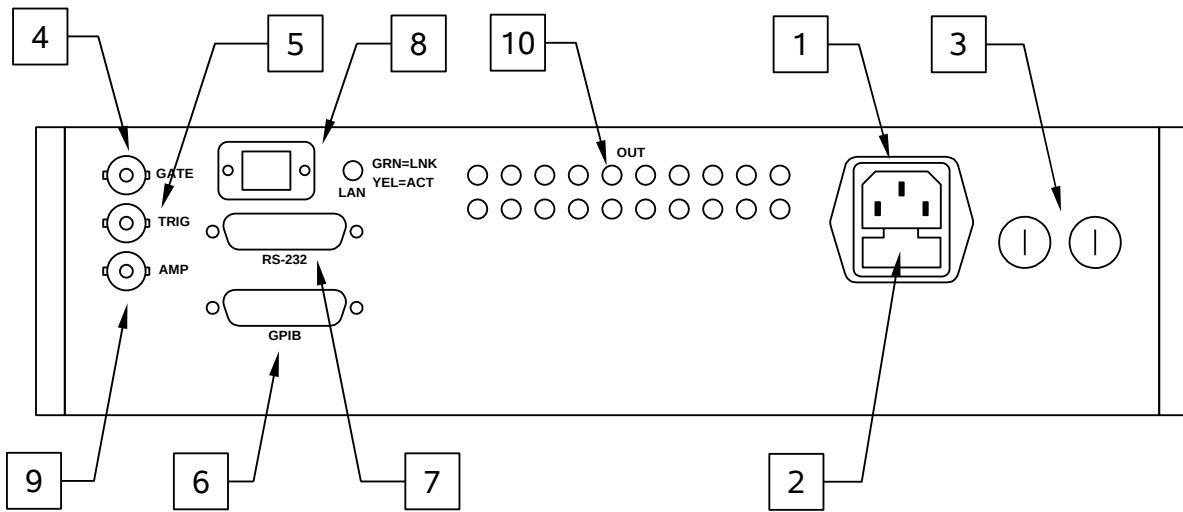 4
5
8
10
1
3
OUT
GATE
GRN=LNK
YEL=ACT
LAN
TRIG
RS-232
AMP
GPIB
9
6
7
2